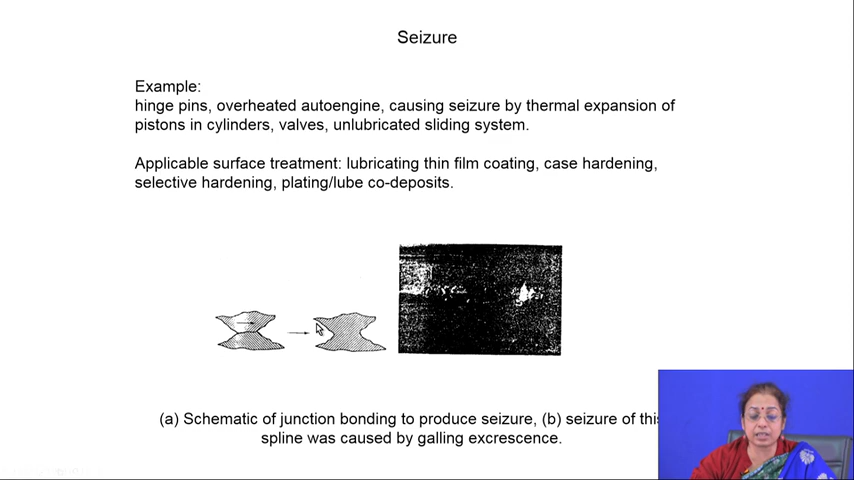 Seizure
Example:
hinge pins, overheated autoengine, causing seizure by thermal expansion of
pistons in cylinders, valves, unlubricated sliding system.
Applicable surface treatment: lubricating thin film coating, case hardening,
selective hardening, plating/lube co-deposits.
(a) Schematic of junction bonding to produce seizure, (b) seizure of this
spline was caused by galling excrescence.